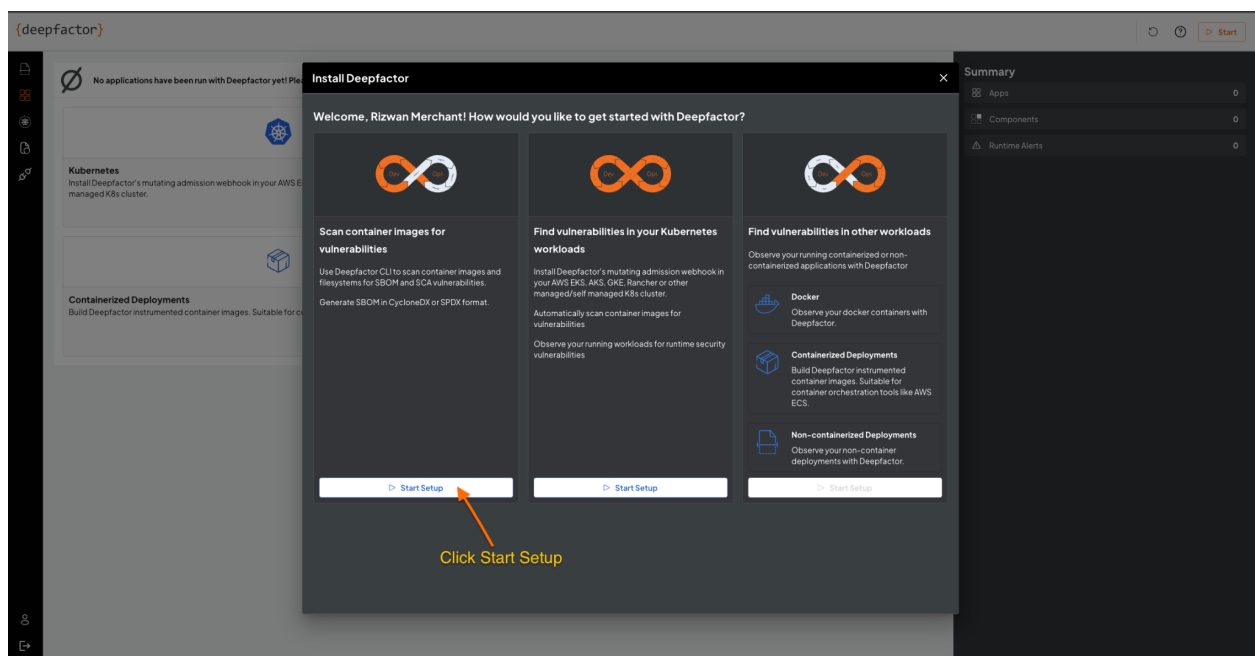 {deepfactor}
Start
No applications have been run with Deepfactor yet! Plea
Kubernetes
Install Deepfactor's mutating admission webhook in your AWS E
managed K8s cluster.
Containerized Deployments
Build Deepfactor instrumented container images. Suitable for co
Install Deepfactor
Welcome, Rizwan Merchant! How would you like to get started with Deepfactor?
Dev Ops
Scan container images for
vulnerabilities
Use Deepfactor CLI to scan container images and
filesystems for SBOM and SCA vulnerabilities.
Generate SBOM in CycloneDX or SPDX format.
Start Setup
Dev Ops
Find vulnerabilities in your Kubernetes
workloads
Install Deepfactor's mutating admission webhook in
your AWS EKS, AKS, GKE, Rancher or other
managed/self managed K8s cluster.
Automatically scan container images for
vulnerabilities
Observe your running workloads for runtime security
vulnerabilities
Start Setup
Dev Ops
Find vulnerabilities in other workloads
Observe your running containerized or non-
containerized applications with Deepfactor
Docker
Observe your docker containers with
Deepfactor.
Containerized Deployments
Build Deepfactor instrumented
container images. Suitable for
container orchestration tools like AWS
ECS.
Non-containerized Deployments
Observe your non-container
deployments with Deepfactor.
Start Setup
Click Start Setup
Summary
Apps 0
Components 0
Runtime Alerts 0